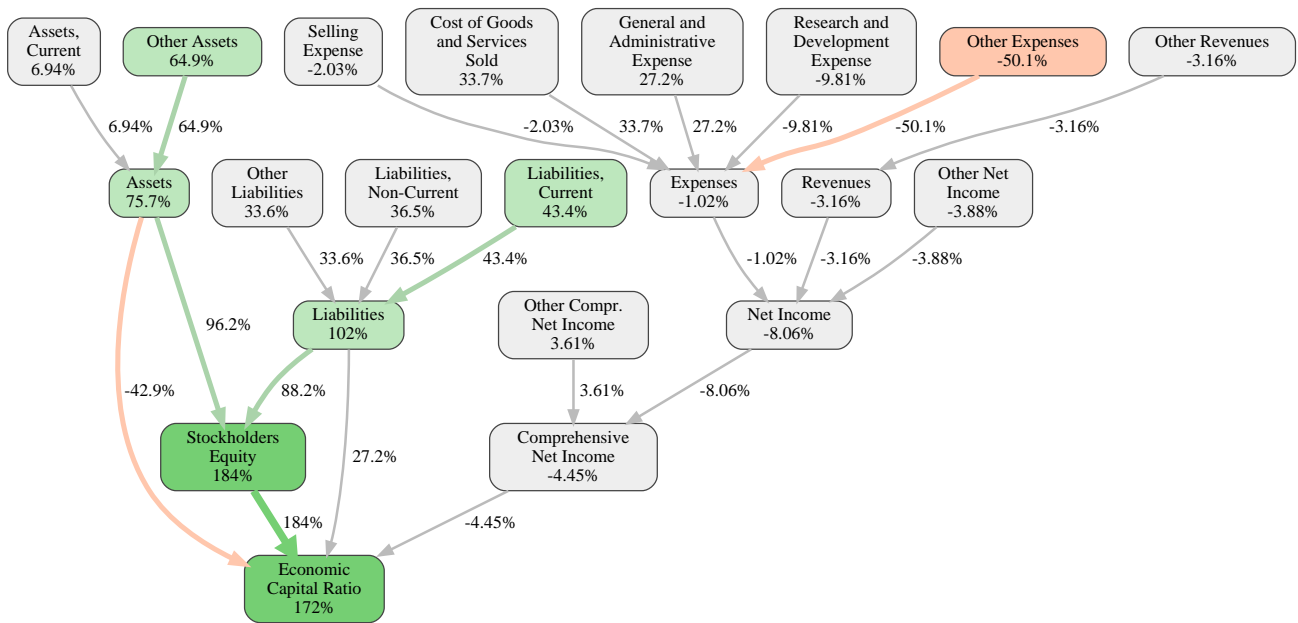 Assets,
Current
6.94%
Other Assets
64.9%
Selling
Expense
-2.03%
Cost of Goods
and Services
Sold
33.7%
General and
Administrative
Expense
27.2%
Research and
Development
Expense
-9.81%
Other Expenses
-50.1%
Other Revenues
-3.16%
6.94%
64.9%
-2.03%
33.7%
27.2%
-9.81%
-50.1%
-3.16%
Assets
75.7%
Other
Liabilities
33.6%
Liabilities,
Non-Current
36.5%
Liabilities,
Current
43.4%
Expenses
-1.02%
Revenues
-3.16%
Other Net
Income
-3.88%
33.6%
36.5%
43.4%
-1.02%
-3.16%
-3.88%
Liabilities
102%
Other Compr.
Net Income
3.61%
Net Income
-8.06%
96.2%
-42.9%
88.2%
3.61%
-8.06%
Stockholders
Equity
184%
27.2%
Comprehensive
Net Income
-4.45%
184%
-4.45%
Economic
Capital Ratio
172%